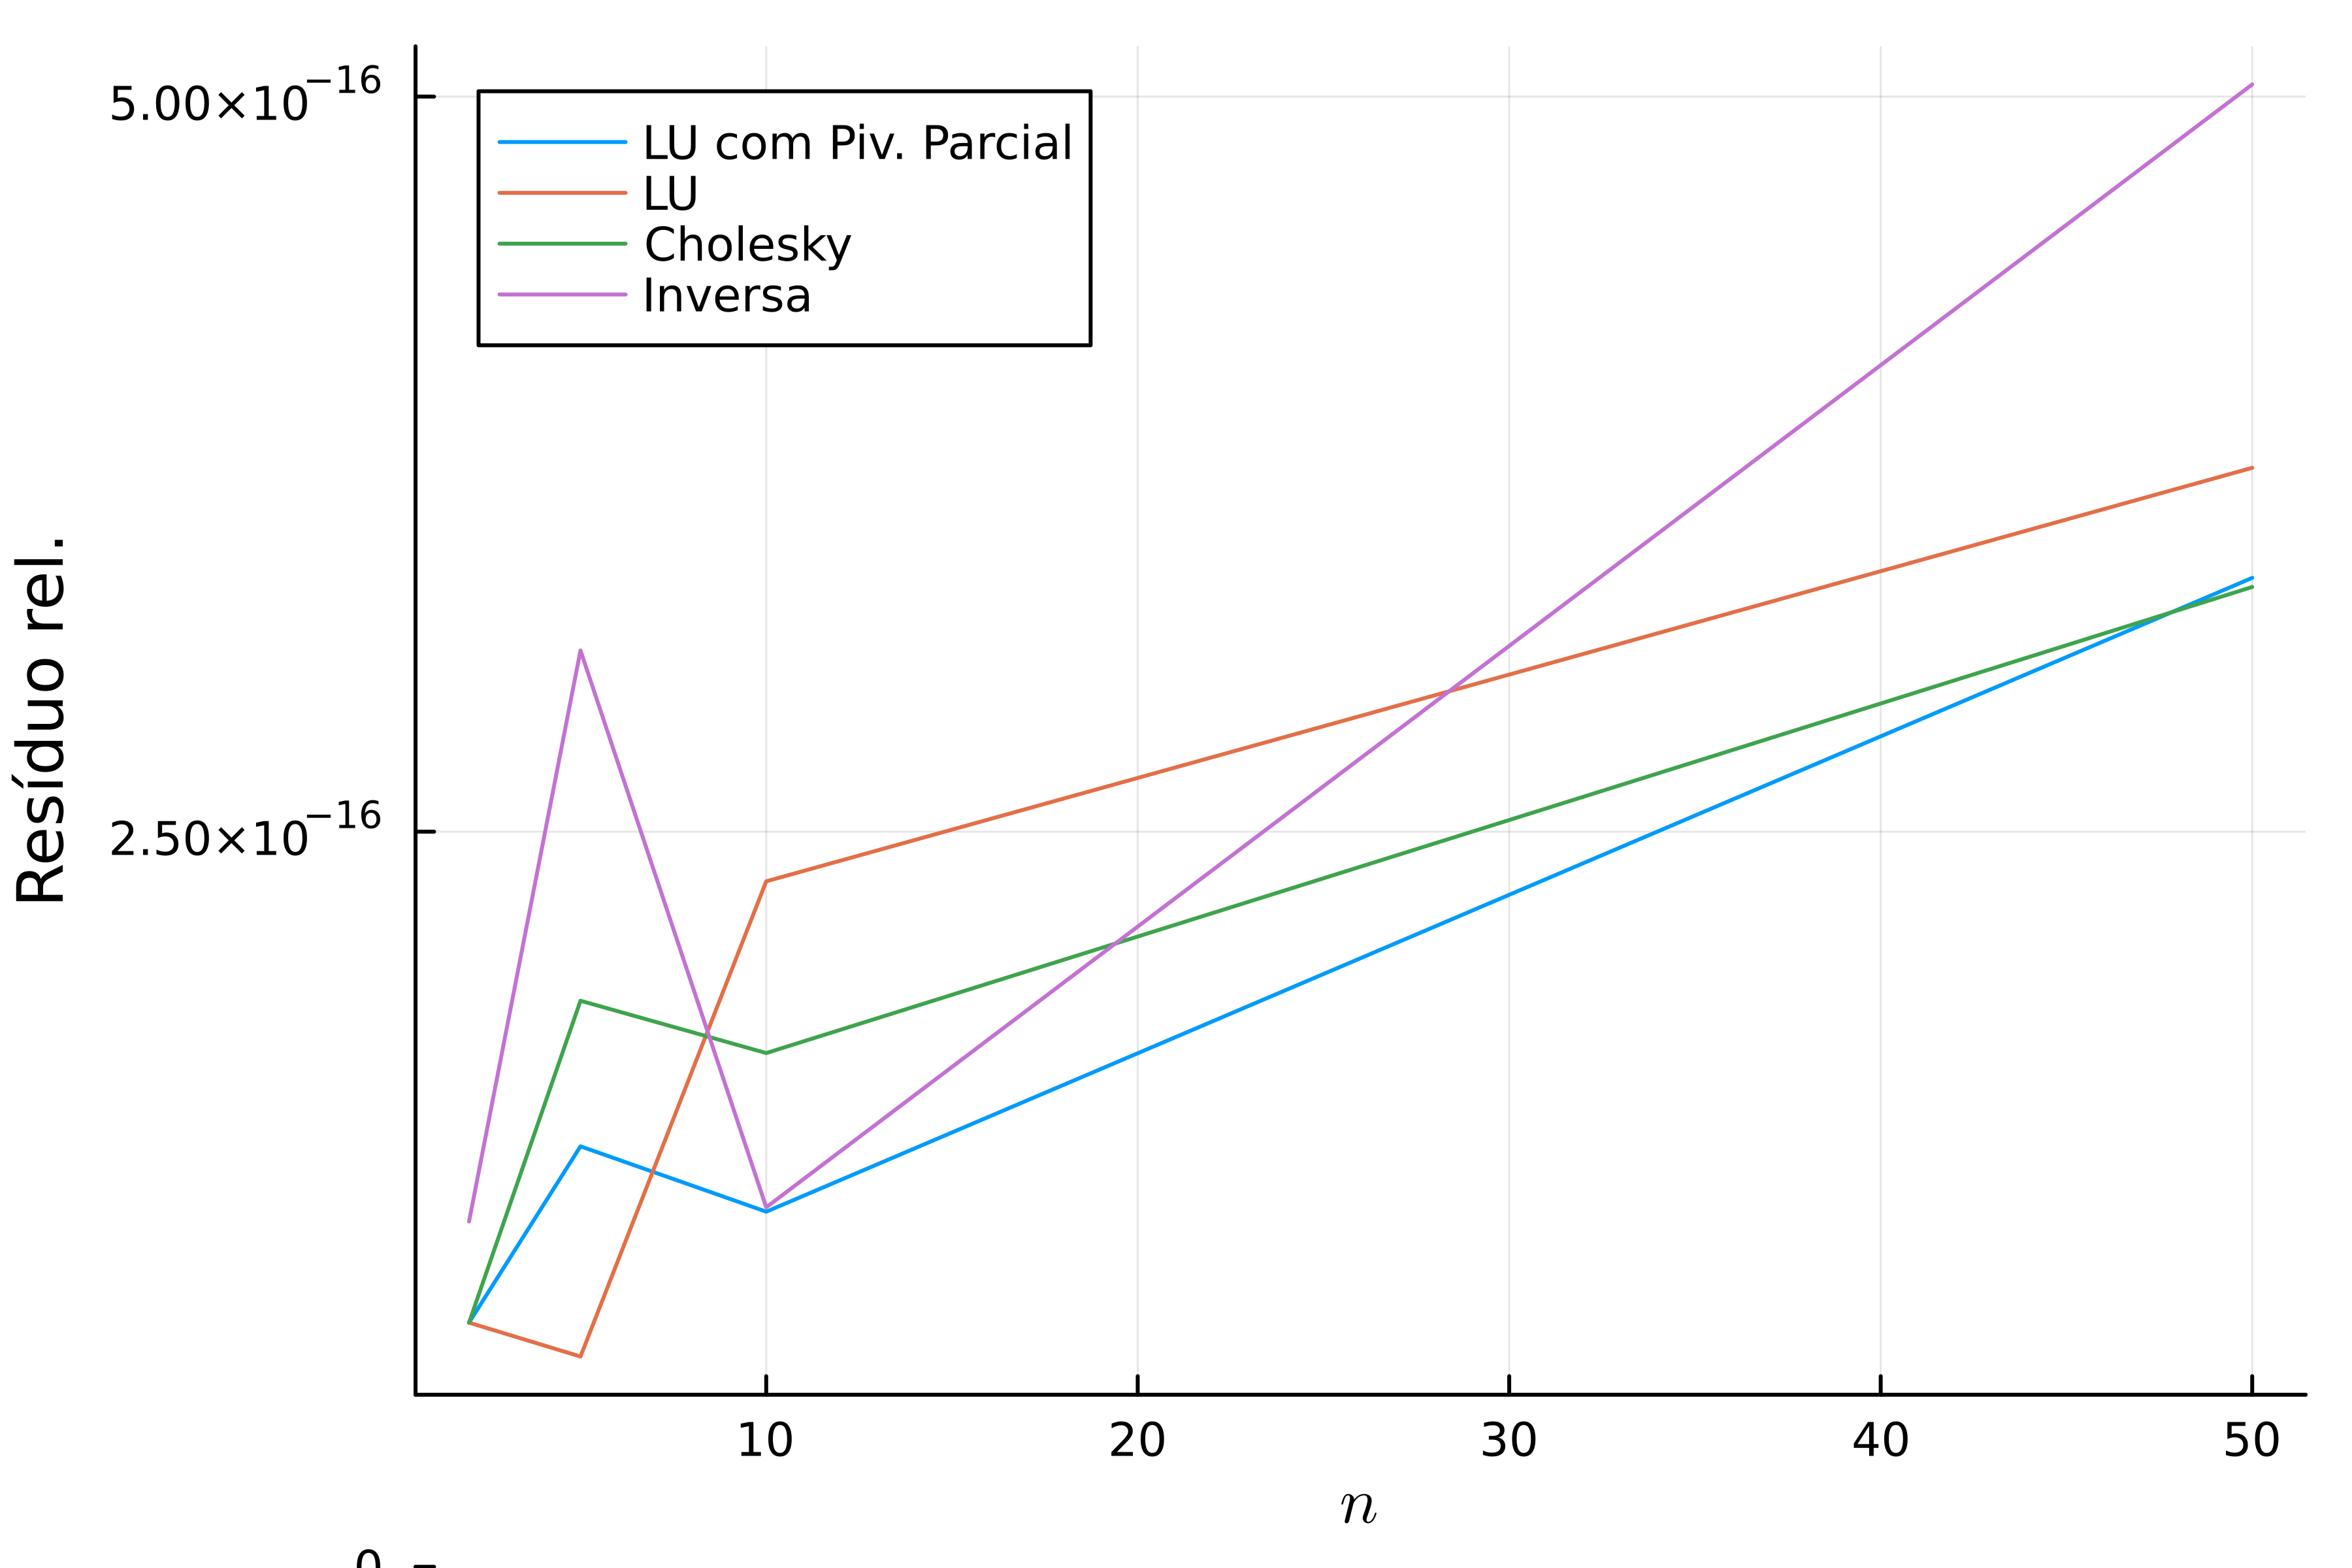 5.00×10−16
LU com Piv. Parcial
LU
Cholesky
Inversa
Resíduo rel.
2.50×10−16
10 20 30 40 50
n
0